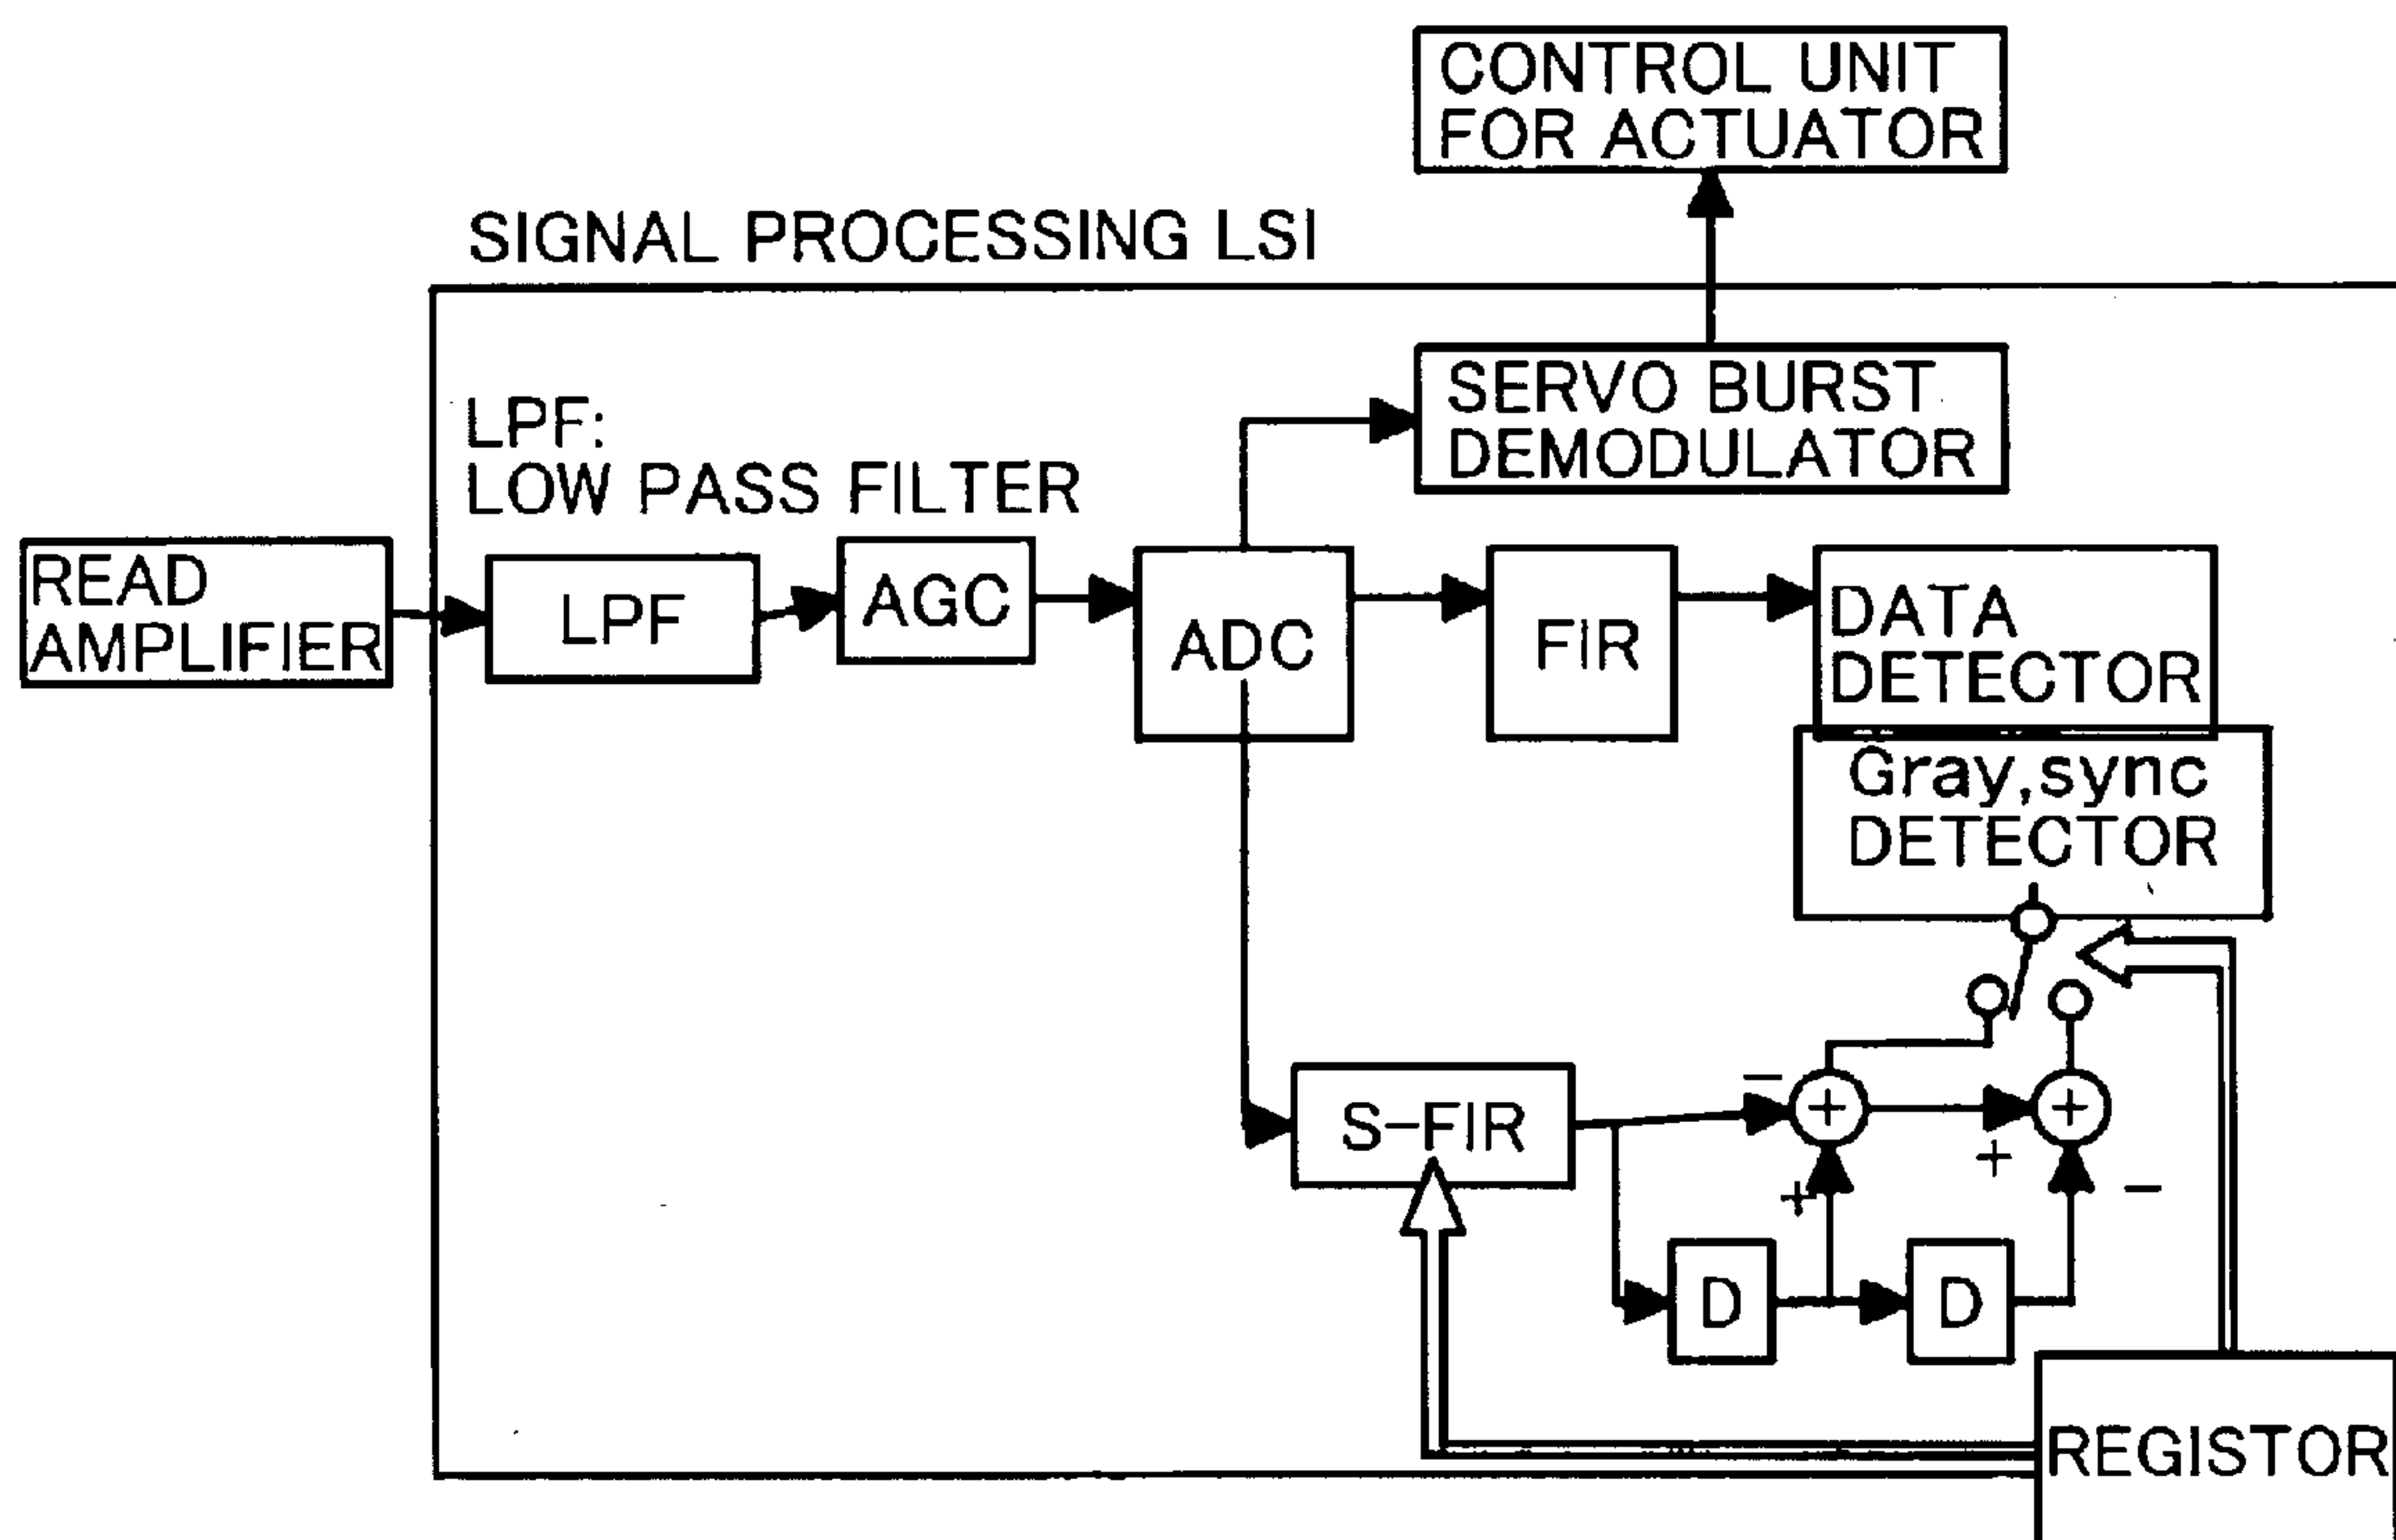 CONTROL UNIT
FOR ACTUATOR
SIGNAL PROCESSING LSI
SERVO BURST
DEMODULATOR
LPF:
LOW PASS FILTER
READ
AMPLIFIER
LPF
AGC
ADC
FIR
DATA
DETECTOR
Gray,sync
DETECTOR
S-FIR
−
+
+
+
+
−
D
D
REGISTOR